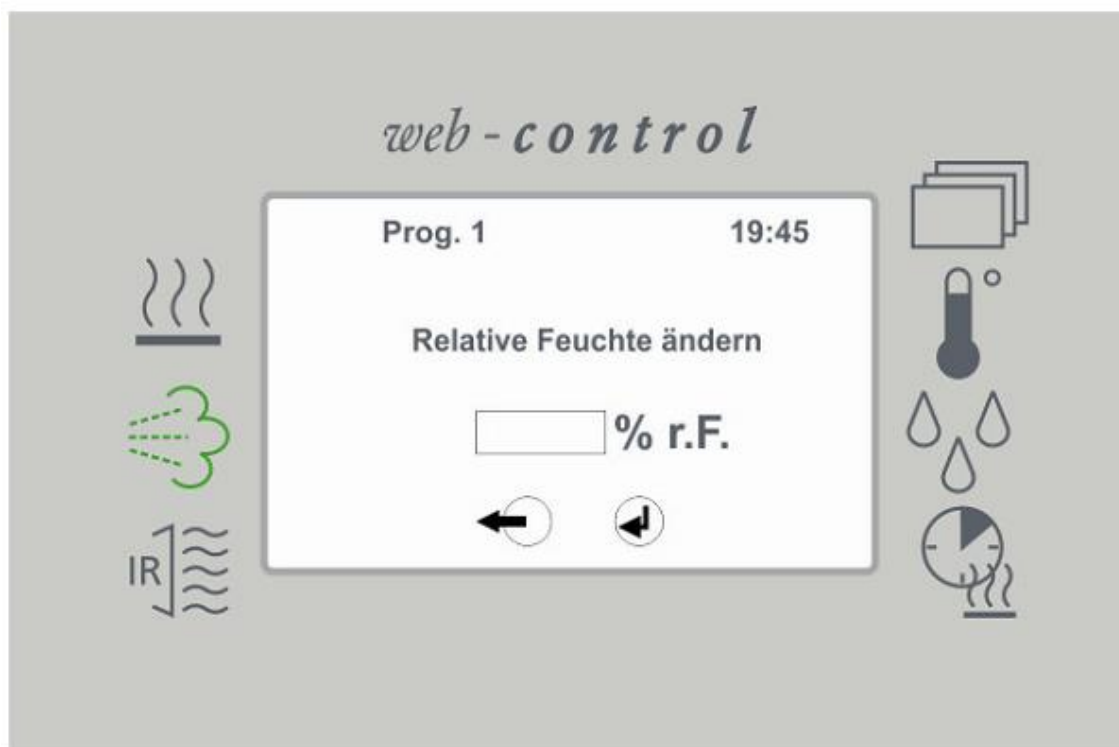 web - control
Prog. 1 19:45
Relative Feuchte ändern
% r.F.
IR